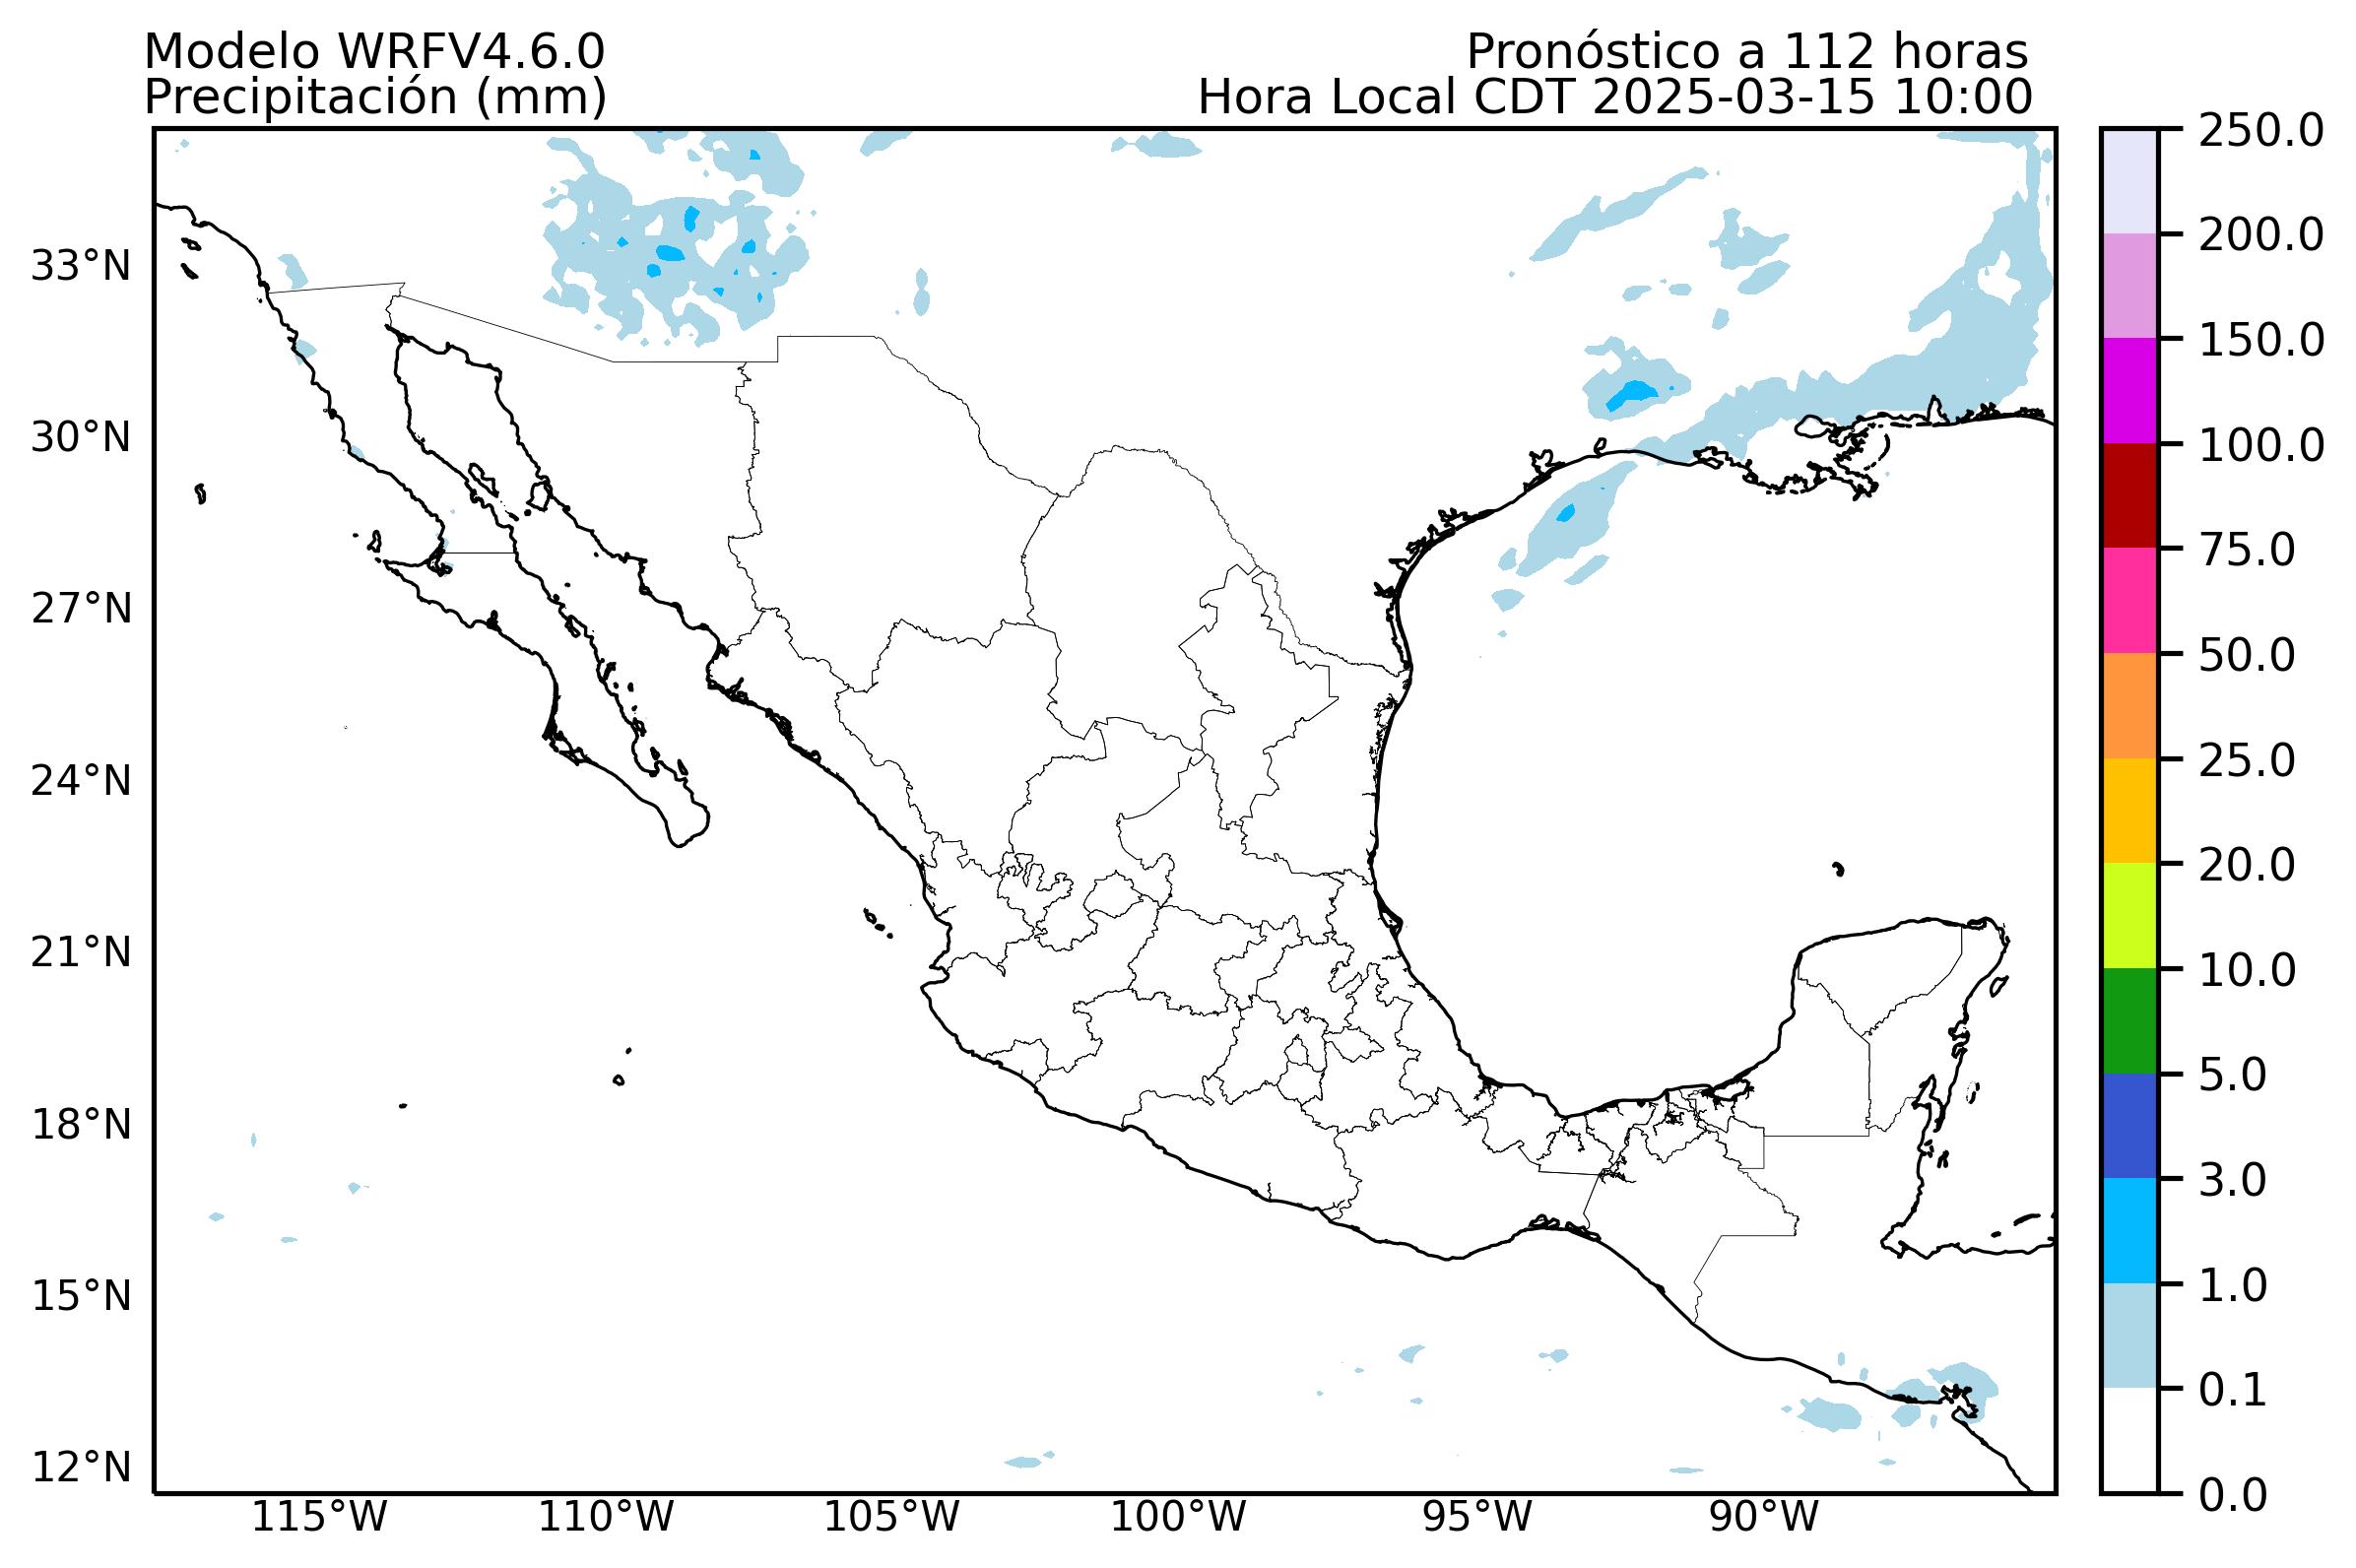 Modelo WRFV4.6.0
Precipitación (mm)
Pronóstico a 112 horas
Hora Local CDT 2025-03-15 10:00
33°N
30°N
27°N
24°N
21°N
18°N
15°N
12°N
115°W
110°W
105°W
100°W
95°W
90°W
250.0
200.0
150.0
100.0
75.0
50.0
25.0
20.0
10.0
5.0
3.0
1.0
0.1
0.0